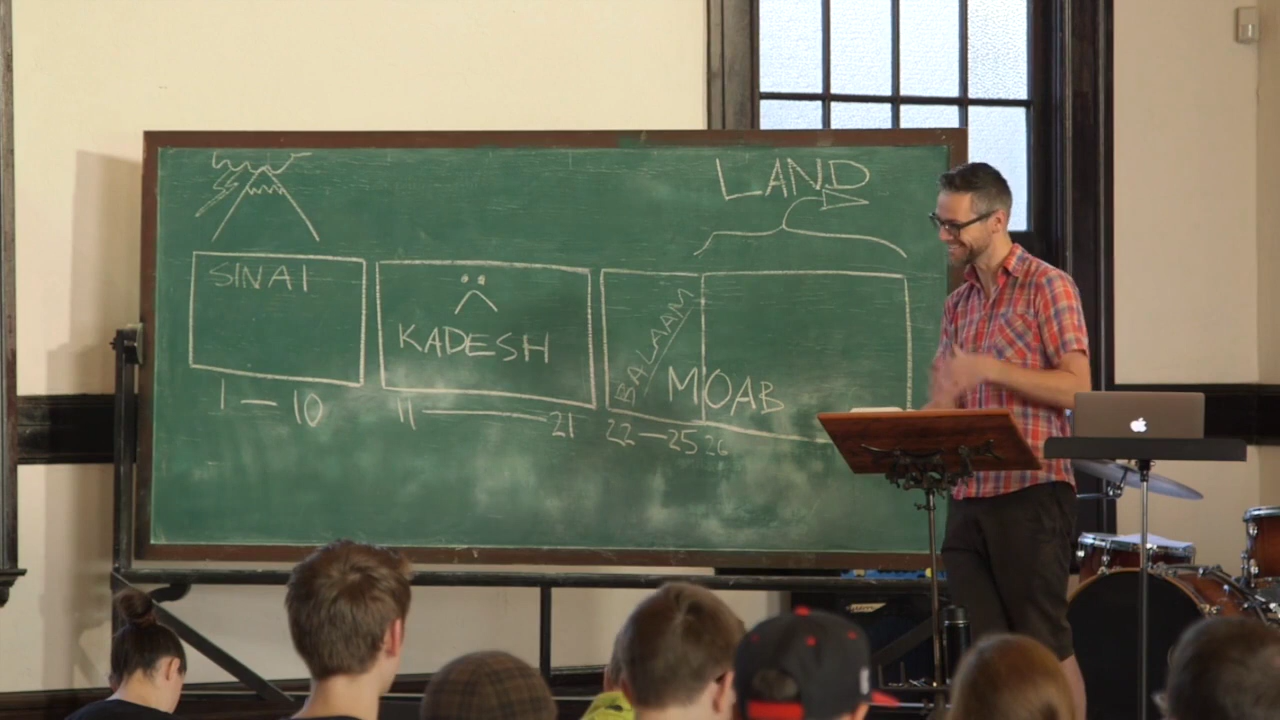 LAND
SINAI
KADESH
BALAAM
MOAB
1 — 10
11 — 21
22 — 25 26